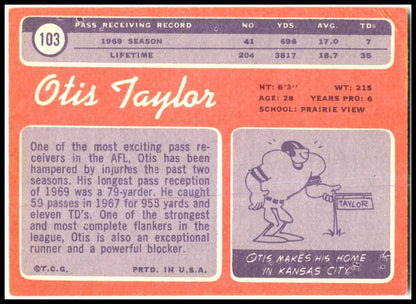 103
PASS RECEIVING RECORD NO. YDS AVG. TDS
1969 SEASON 41 696 17.0 7
LIFETIME 204 3817 18.7 35
Otis Taylor
HT: 6'3" WT: 215
AGE: 28 YEARS PRO: 6
SCHOOL: PRAIRIE VIEW
One of the most exciting pass re-
ceivers in the AFL, Otis has been
hampered by injuries the past two
seasons. His longest pass reception
of 1969 was a 79-yarder. He caught
59 passes in 1967 for 953 yards and
eleven TD's. One of the strongest
and most complete flankers in the
league, Otis is also an exceptional
runner and a powerful blocker.
©T.C.G. PRTD. IN U.S.A.
TAYLOR
OTIS MAKES HIS HOME
IN KANSAS CITY.